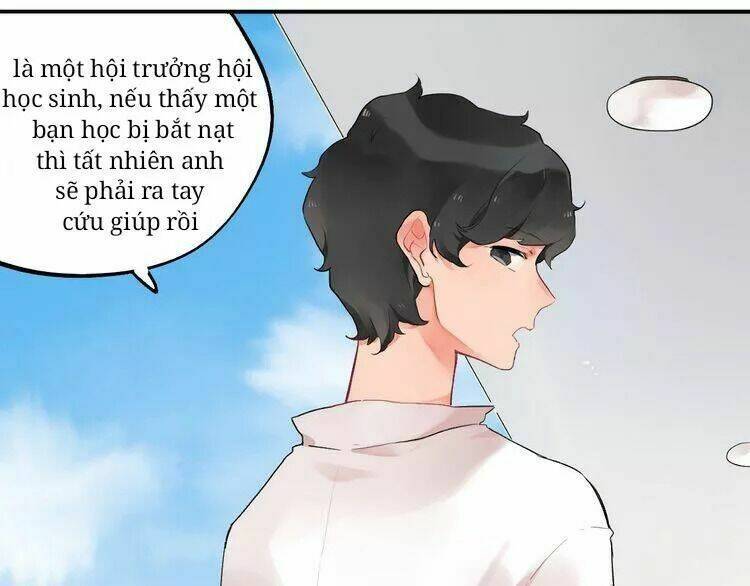 là một hội trưởng hội
học sinh, nếu thấy một
bạn học bị bắt nạt
thì tất nhiên anh
sẽ phải ra tay
cứu giúp rồi